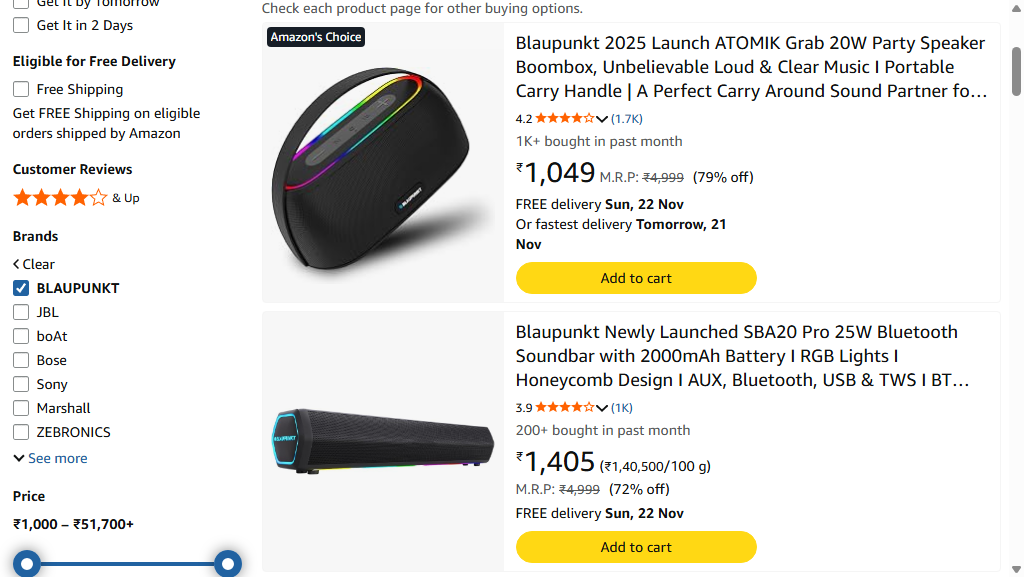 Get It by Tomorrow
Get It in 2 Days
Eligible for Free Delivery
Free Shipping
Get FREE Shipping on eligible
orders shipped by Amazon
Customer Reviews
& Up
Brands
Clear
BLAUPUNKT
JBL
boAt
Bose
Sony
Marshall
ZEBRONICS
See more
Price
₹1,000 – ₹51,700+
Check each product page for other buying options.
Amazon's Choice
BLAUPUNKT
Blaupunkt 2025 Launch ATOMIK Grab 20W Party Speaker
Boombox, Unbelievable Loud & Clear Music I Portable
Carry Handle | A Perfect Carry Around Sound Partner fo…
4.2 (1.7K)
1K+ bought in past month
₹1,049 M.R.P: ₹4,999 (79% off)
FREE delivery Sun, 22 Nov
Or fastest delivery Tomorrow, 21
Nov
Add to cart
BLAUPUNKT
Blaupunkt Newly Launched SBA20 Pro 25W Bluetooth
Soundbar with 2000mAh Battery I RGB Lights I
Honeycomb Design I AUX, Bluetooth, USB & TWS I BT…
3.9 (1K)
200+ bought in past month
₹1,405 (₹1,40,500/100 g)
M.R.P: ₹4,999 (72% off)
FREE delivery Sun, 22 Nov
Add to cart